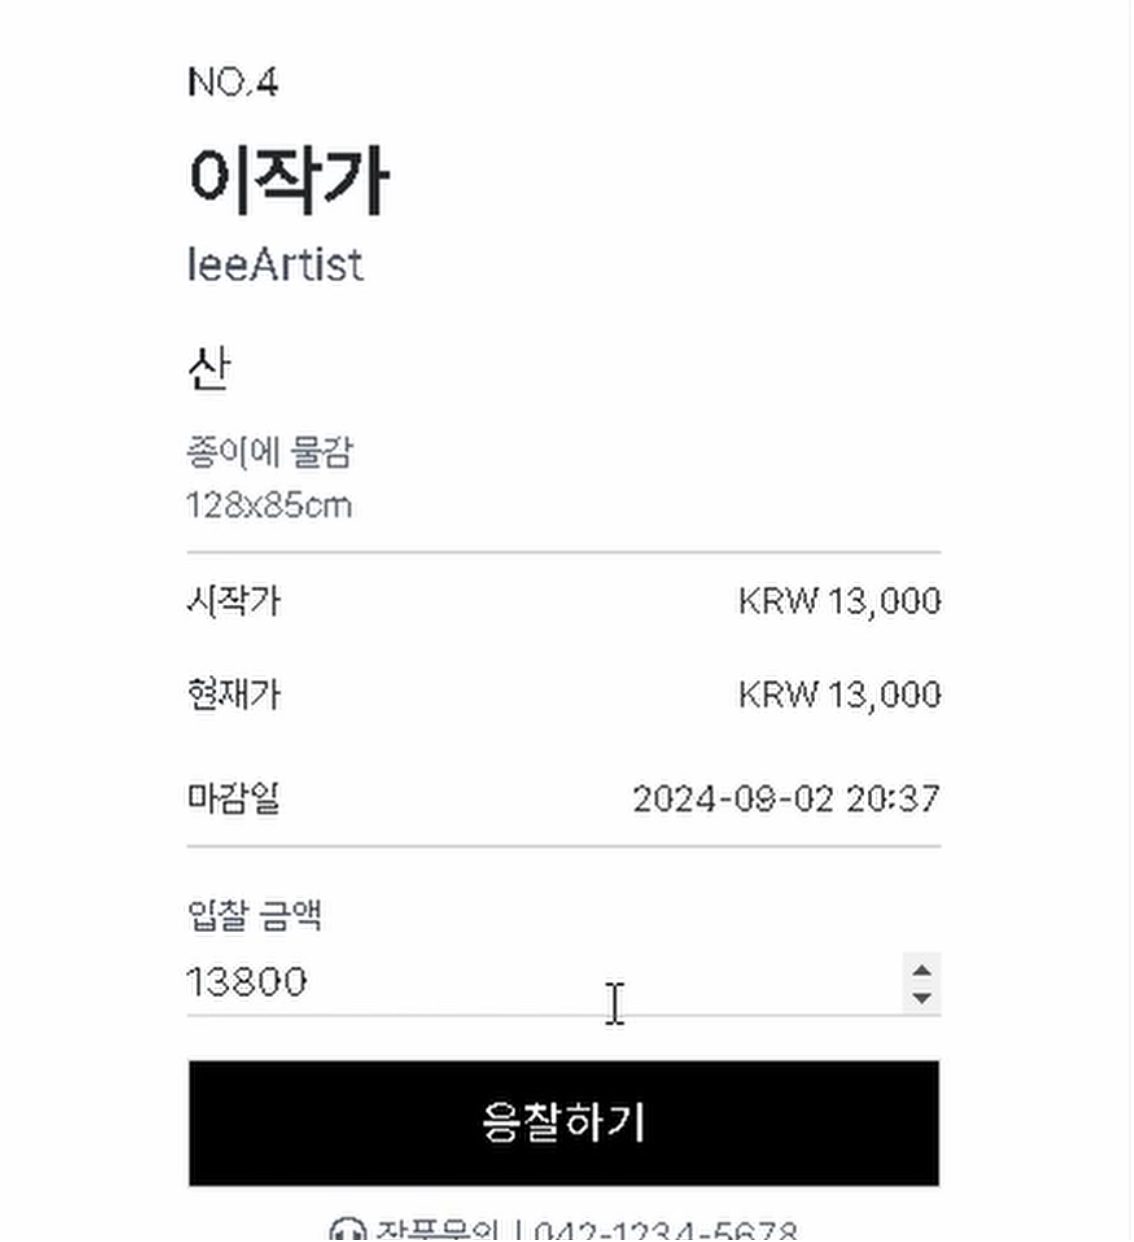 NO.4
이작가
leeArtist
산
종이에 물감
128x85cm
시작가 KRW 13,000
현재가 KRW 13,000
마감일 2024-09-02 20:37
입찰 금액
13800
응찰하기
작품문의 | 042-1234-5678